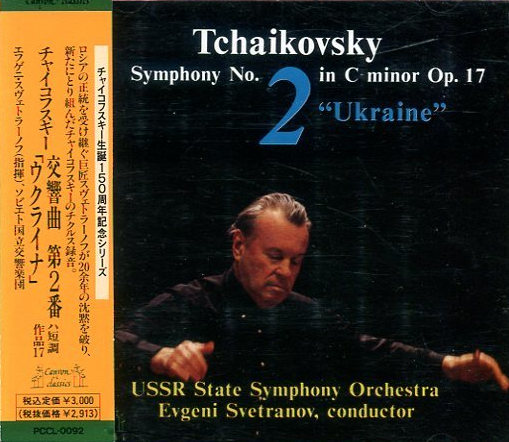 Tchaikovsky
Symphony No. 2 in C minor Op. 17
“Ukraine”
USSR State Symphony Orchestra
Evgeni Svetranov, conductor
チャイコフスキー生誕150周年記念シリーズ
ロシアの正統を受け継ぐ巨匠スヴェトラーノフが20余年の沈黙を破り、
新たにとり組んだチャイコフスキーのチクルス録音。
チャイコフスキー 交響曲 第2番 ハ短調 作品17
「ウクライナ」
エフゲニ・スヴェトラーノフ(指揮)、ソビエト国立交響楽団
Canyon
classics
税込定価 ¥3,000
(税抜価格 ¥2,913)
PCCL-0092